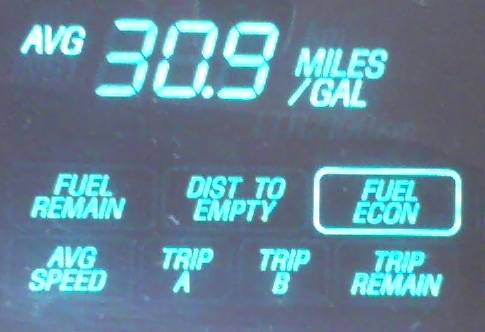 AVG 30.9 MILES
/GAL
FUEL REMAIN
DIST TO EMPTY
FUEL ECON
AVG SPEED
TRIP A
TRIP B
TRIP REMAIN